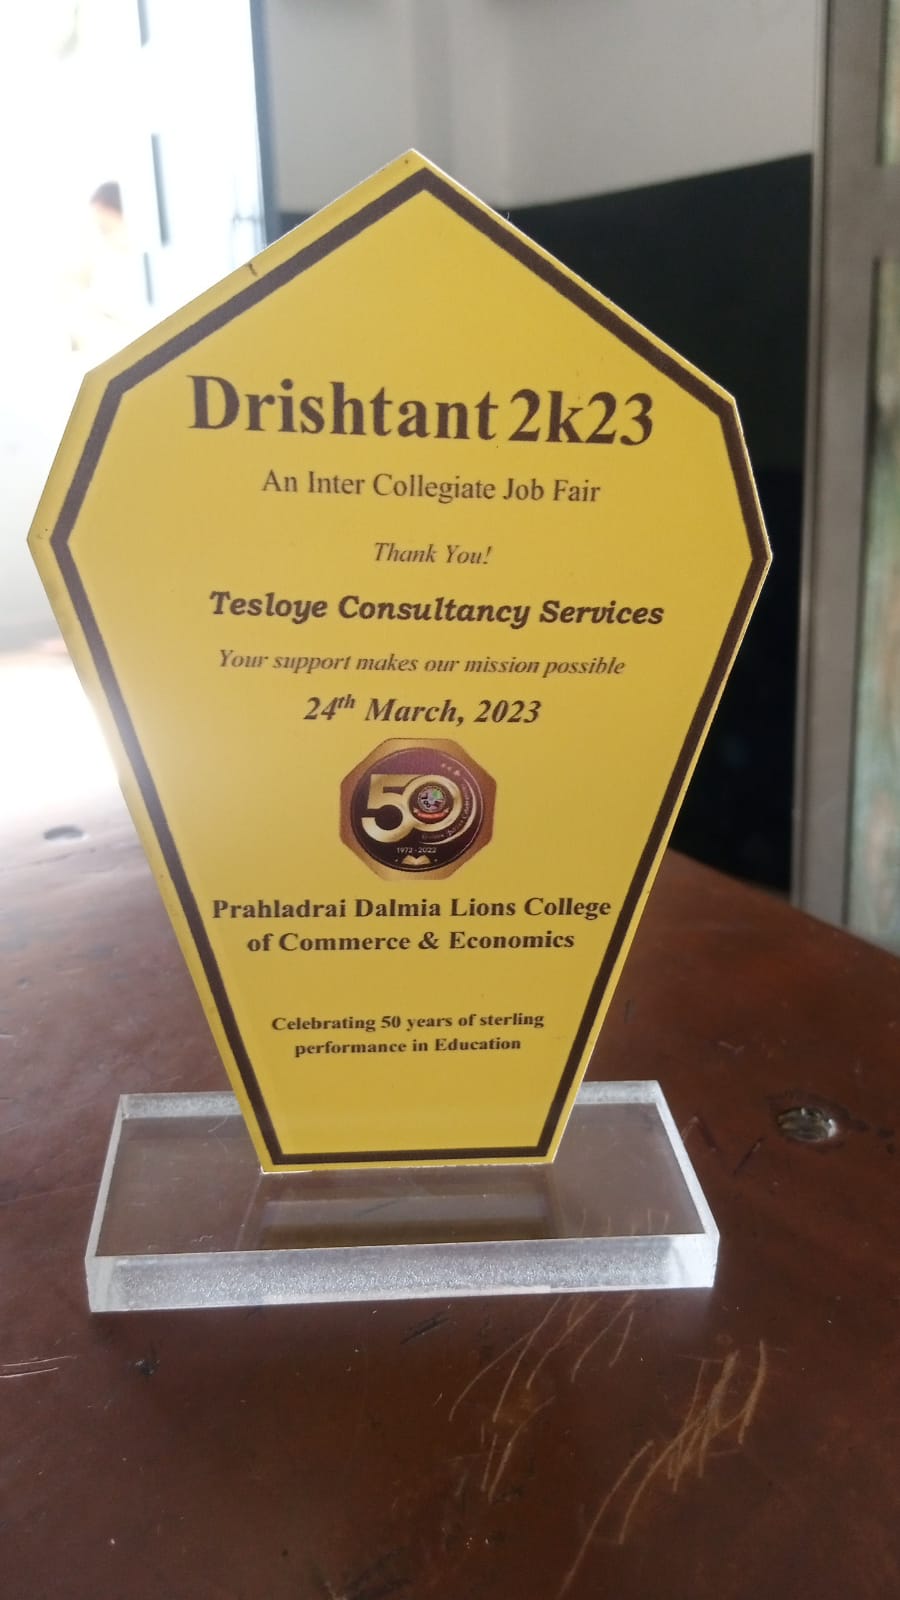 Drishtant 2k23
An Inter Collegiate Job Fair
Thank You!
Tesloye Consultancy Services
Your support makes our mission possible
24th March, 2023
50
1972 - 2022
Prahladrai Dalmia Lions College
of Commerce & Economics
Celebrating 50 years of sterling
performance in Education